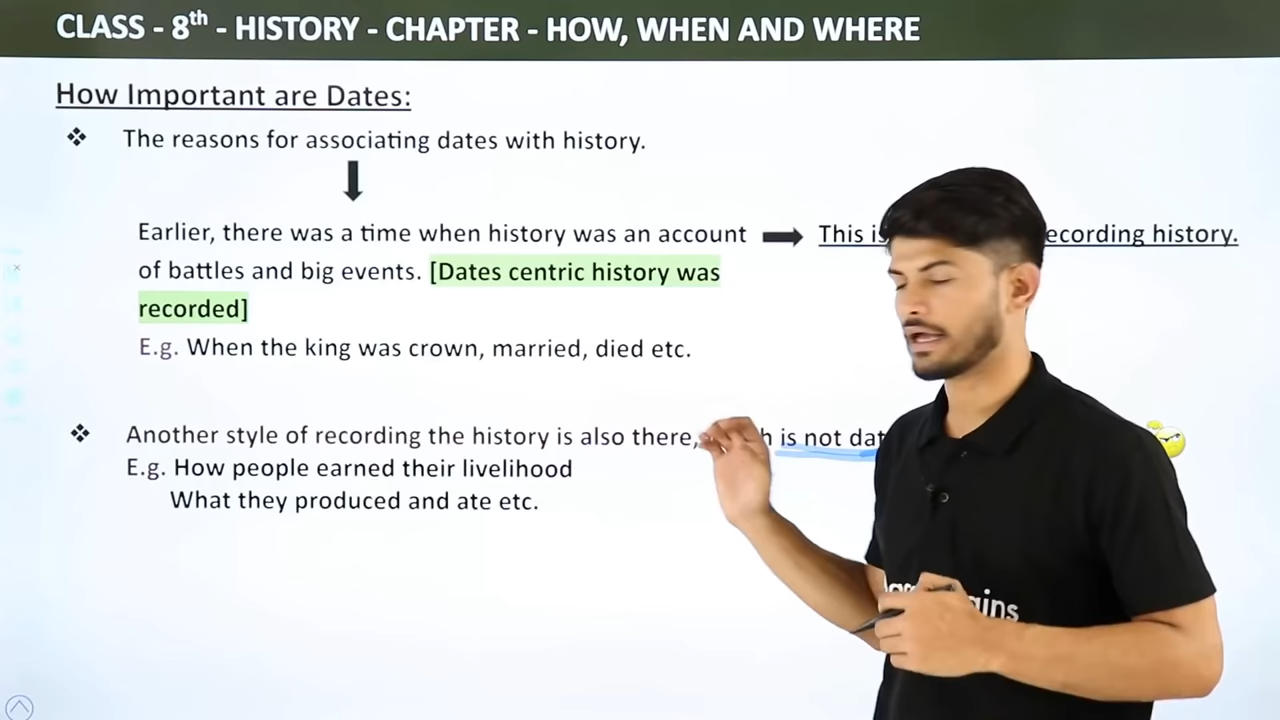 CLASS - 8th - HISTORY - CHAPTER - HOW, WHEN AND WHERE
How Important are Dates:
The reasons for associating dates with history.
Earlier, there was a time when history was an account
of battles and big events. [Dates centric history was
recorded]
This is
history.
E.g. When the king was crown, married, died etc.
Another style of recording the history is also there,
is not
E.g. How people earned their livelihood
What they produced and ate etc.